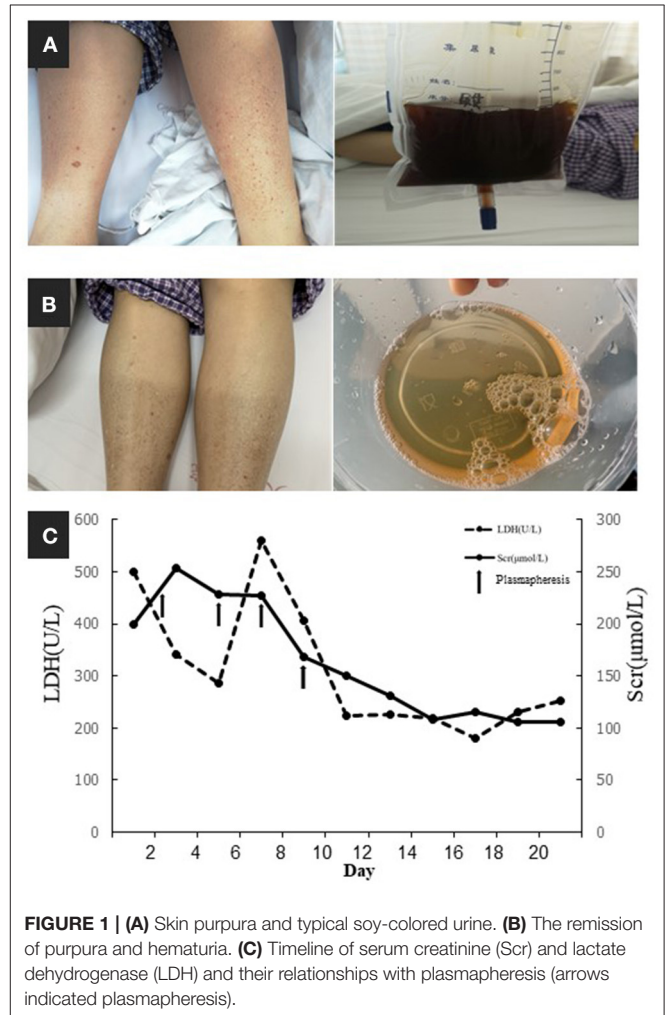 A
B
C
600
500
400
300
200
100
0
LDH(U/L)
300
250
200
150
100
50
0
Scr(μmol/L)
LDH(U/L)
Scr(μmol/L)
Plasmapheresis
2 4 6 8 10 12 14 16 18 20
Day
FIGURE 1 | (A) Skin purpura and typical soy-colored urine. (B) The remission
of purpura and hematuria. (C) Timeline of serum creatinine (Scr) and lactate
dehydrogenase (LDH) and their relationships with plasmapheresis (arrows
indicated plasmapheresis).